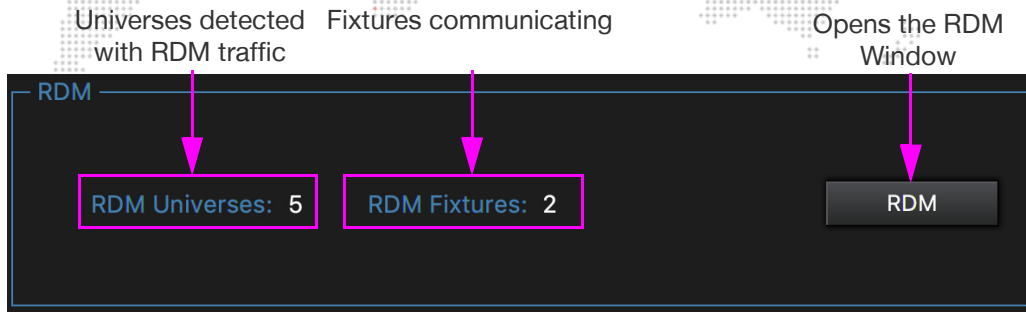 Universes detected
with RDM traffic
Fixtures communicating
Opens the RDM
Window
RDM
RDM Universes: 5
RDM Fixtures: 2
RDM